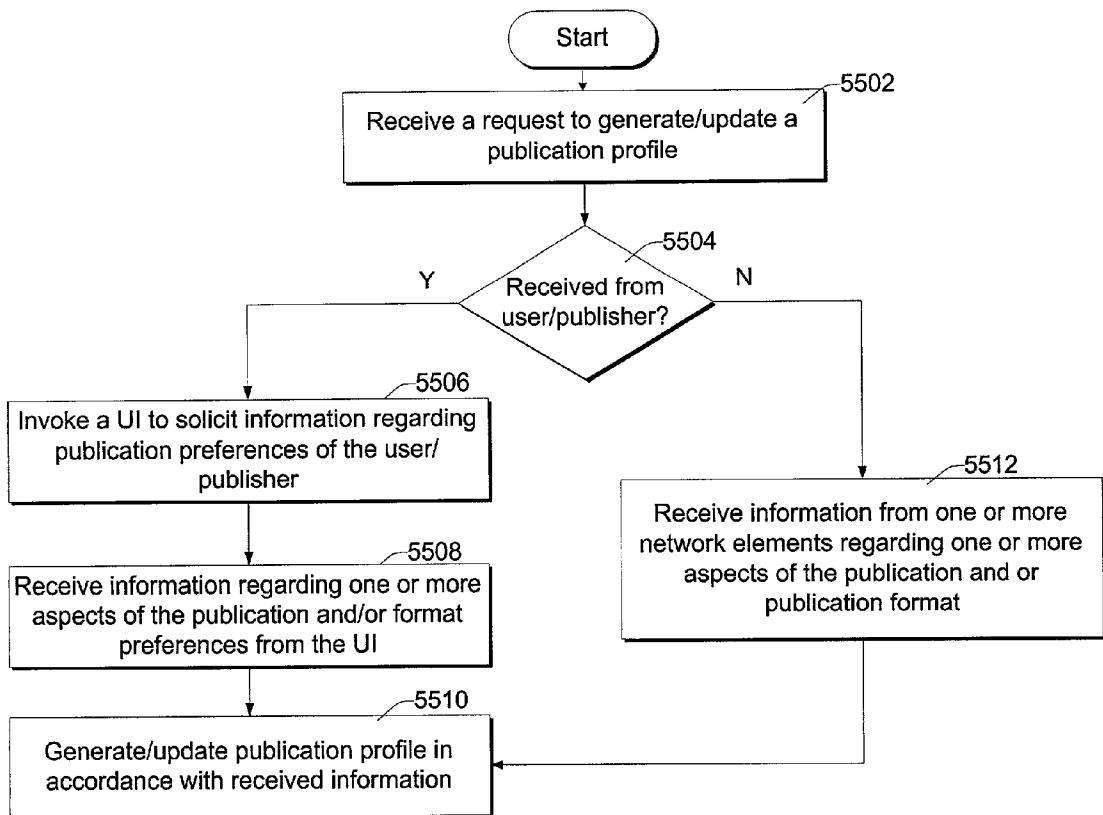 Start
5502
Receive a request to generate/update a
publication profile
5504
Y
N
Received from
user/publisher?
5506
Invoke a UI to solicit information regarding
publication preferences of the user/
publisher
5512
Receive information from one or more
network elements regarding one or more
aspects of the publication and or
publication format
5508
Receive information regarding one or more
aspects of the publication and/or format
preferences from the UI
5510
Generate/update publication profile in
accordance with received information